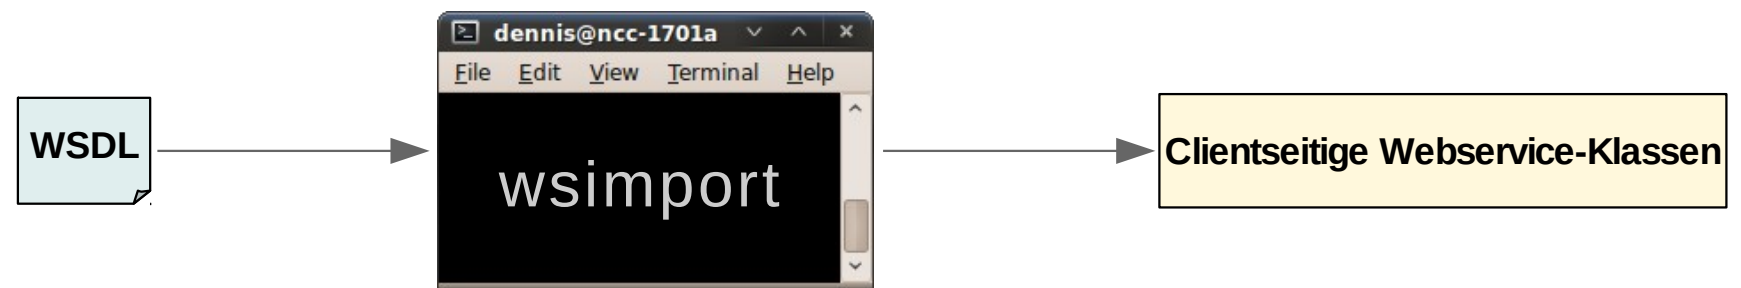 dennis@ncc-1701a
File Edit View Terminal Help
WSDL
wsimport
Clientseitige Webservice-Klassen